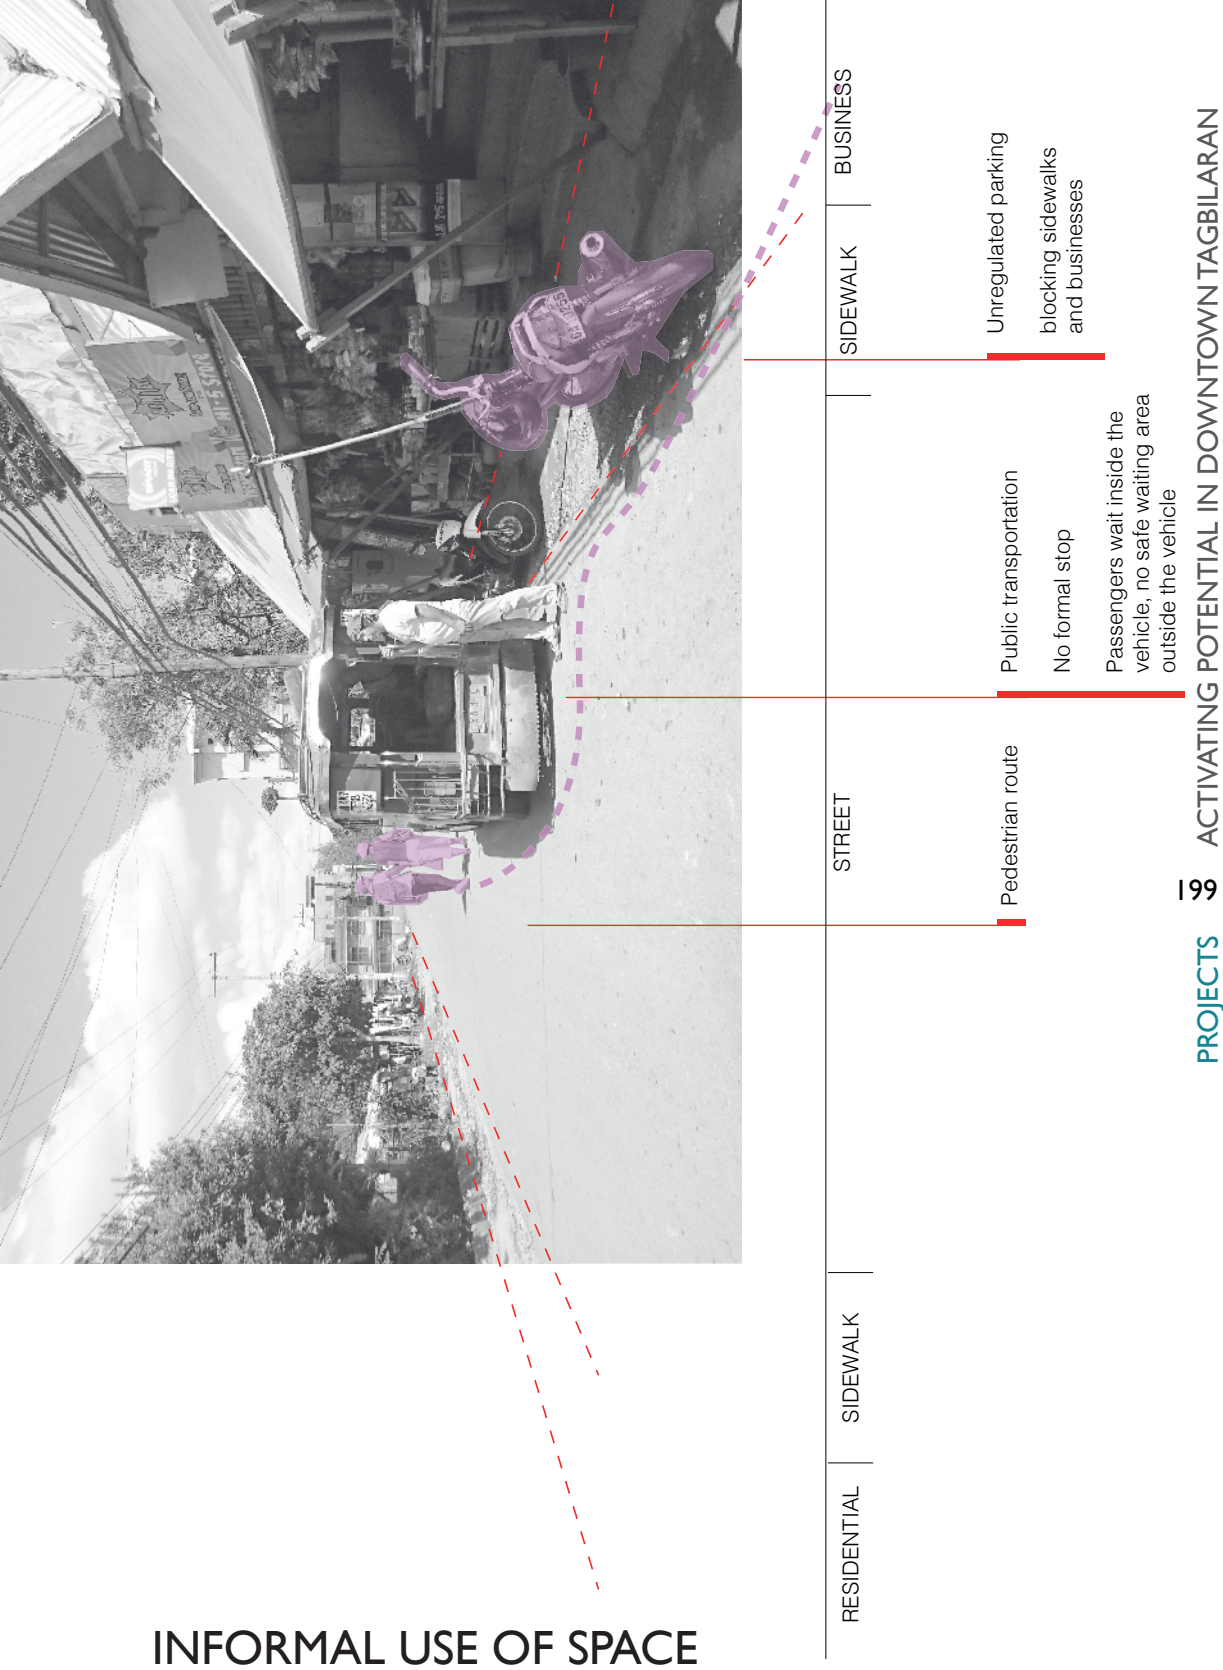 INFORMAL USE OF SPACE
RESIDENTIAL
SIDEWALK
STREET
SIDEWALK
BUSINESS
Pedestrian route
Public transportation
No formal stop
Passengers wait inside the
vehicle, no safe waiting area
outside the vehicle
Unregulated parking
blocking sidewalks
and businesses
PROJECTS
199
ACTIVATING POTENTIAL IN DOWNTOWN TAGBILARAN